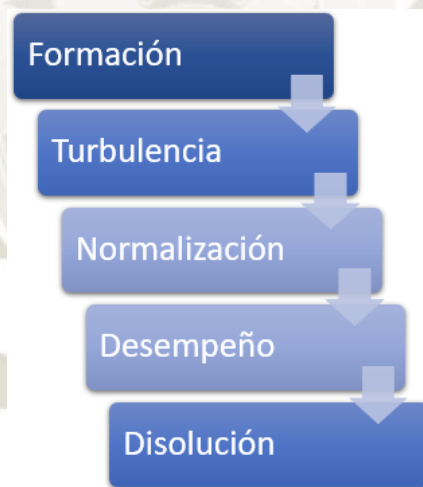 Formación
Turbulencia
Normalización
Desempeño
Disolución